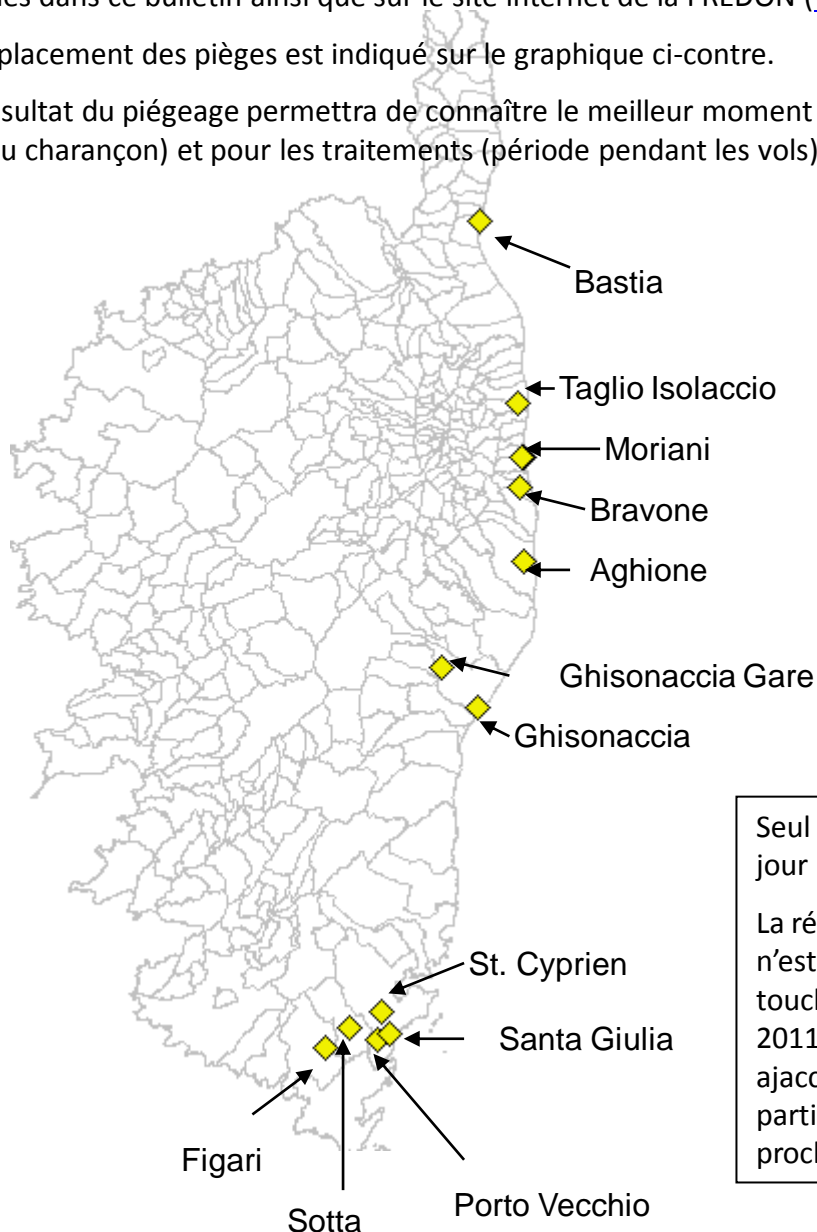 dans ce bulletin ainsi que sur le site internet de la FREDON (
placement des pièges est indiqué sur le graphique ci-contre.
sultat du piégeage permettra de connaître le meilleur moment
u charançon) et pour les traitements (période pendant les vols)
Bastia
Taglio Isolaccio
Moriani
Bravone
Aghione
Ghisonaccia Gare
Ghisonaccia
Seul
jour
La ré
n’est
touch
2011
ajacc
parti
proch
St. Cyprien
Santa Giulia
Figari
Porto Vecchio
Sotta